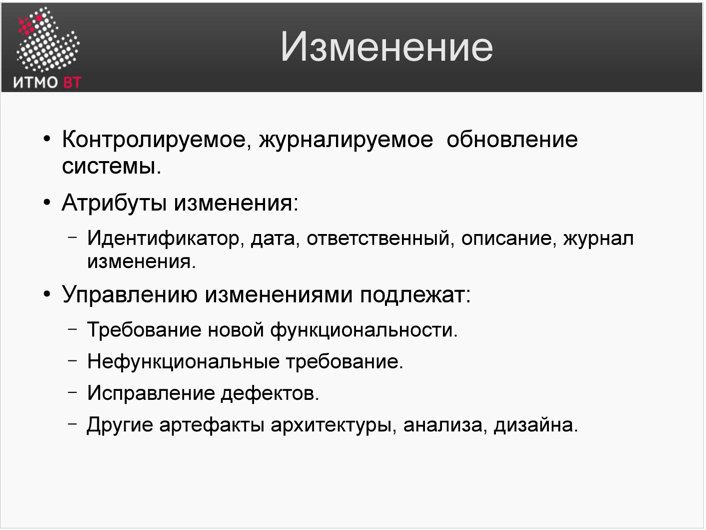 Изменение
ИТМО ВТ
• Контролируемое, журналируемое  обновление
системы.
• Атрибуты изменения:
– Идентификатор, дата, ответственный, описание, журнал
изменения.
• Управлению изменениями подлежат:
– Требование новой функциональности.
– Нефункциональные требование.
– Исправление дефектов.
– Другие артефакты архитектуры, анализа, дизайна.